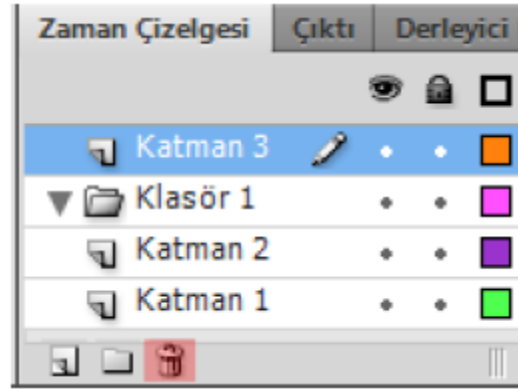 Zaman Çizelgesi Çıktı Derleyici
Katman 3
Klasör 1
Katman 2
Katman 1